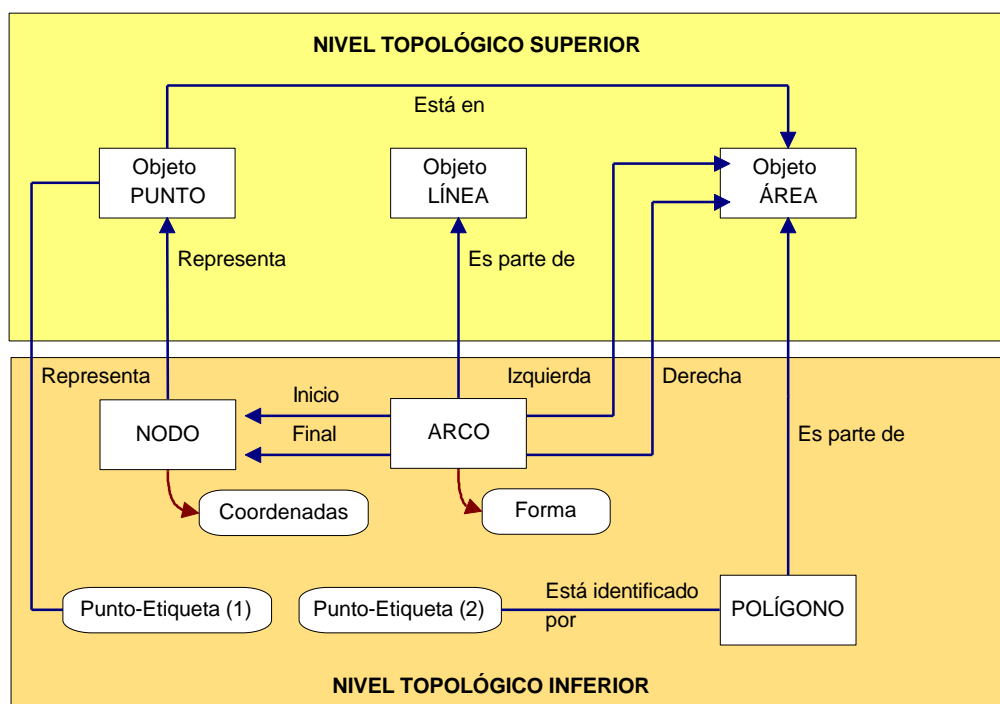 NIVEL TOPOLÓGICO SUPERIOR
Está en
Objeto
PUNTO
Objeto
LÍNEA
Objeto
ÁREA
Representa
Es parte de
Representa
Izquierda
Derecha
Inicio
NODO
Final
ARCO
Es parte de
Coordenadas
Forma
Punto-Etiqueta (1)
Punto-Etiqueta (2)
Está identificado
por
POLÍGONO
NIVEL TOPOLÓGICO INFERIOR